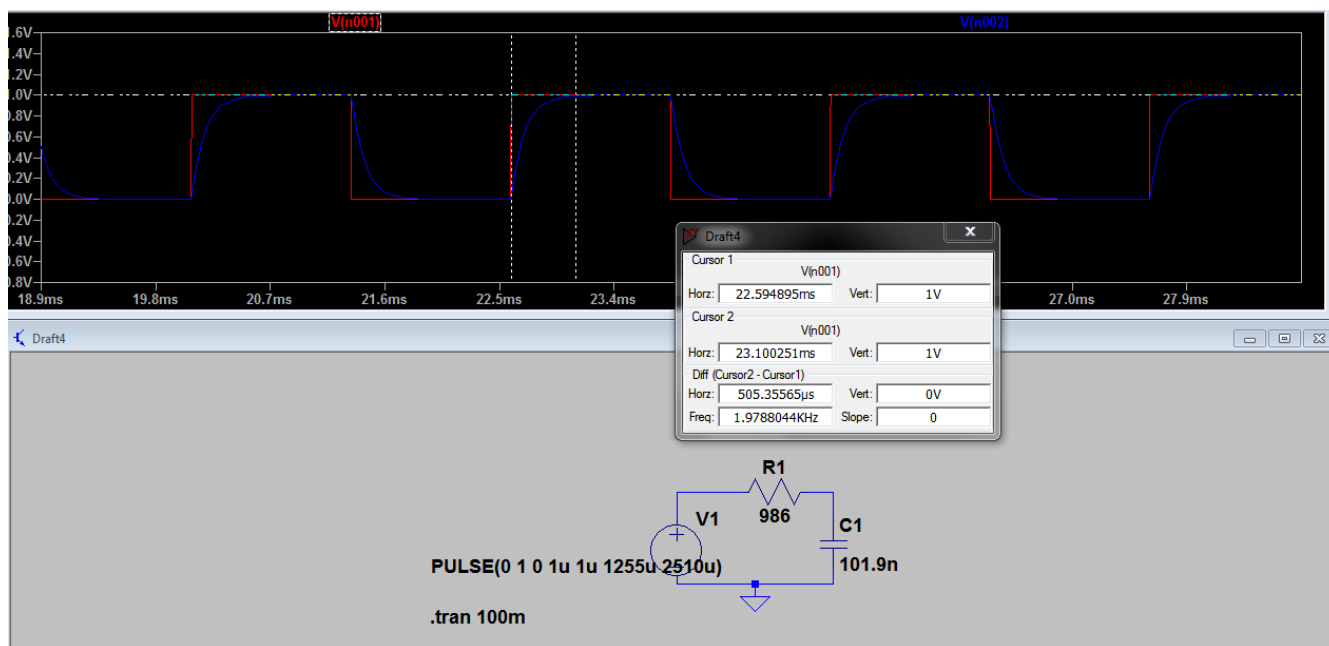 V(n001) V(n002)
1.6V
1.4V
1.2V
1.0V
0.8V
0.6V
0.4V
0.2V
0.0V
0.2V
0.4V
0.6V
0.8V
18.9ms 19.8ms 20.7ms 21.6ms 22.5ms 23.4ms 27.0ms 27.9ms
Draft4
Cursor 1
V(n001)
Horz: 22.594895ms Vert: 1V
Cursor 2
V(n001)
Horz: 23.100251ms Vert: 1V
Diff (Cursor2 - Cursor1)
Horz: 505.35565µs Vert: 0V
Freq: 1.9788044KHz Slope: 0
Draft4
R1
986
V1
C1
101.9n
PULSE(0 1 0 1u 1u 1255u 2510u)
.tran 100m